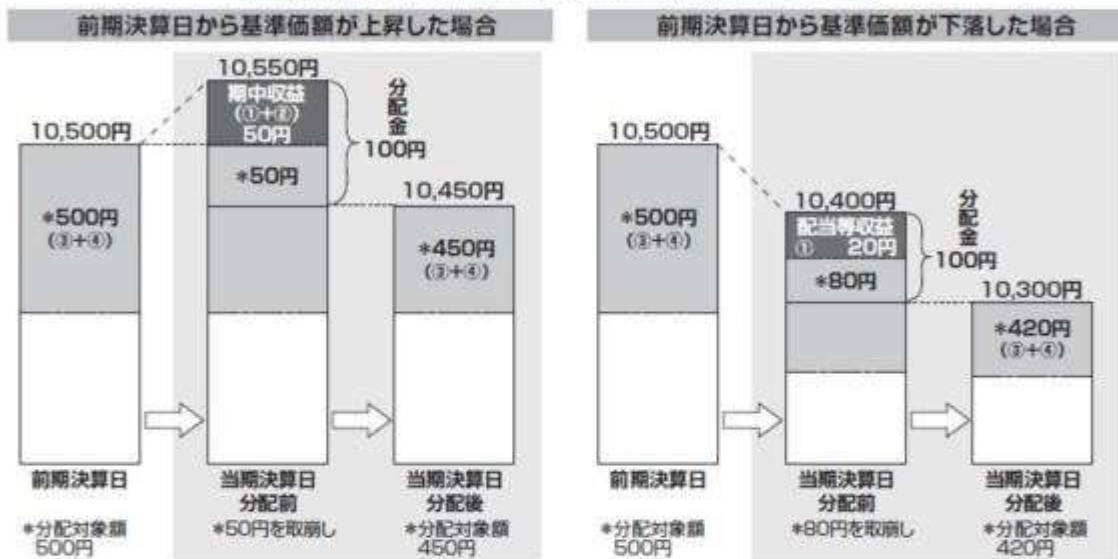 前期決算日から基準価額が上昇した場合
10,550円
期中収益
(①+②)
50円
分配金
100円
10,500円
*50円
*500円
(③+④)
10,450円
*450円
(③+④)
前期決算日
当期決算日
分配前
当期決算日
分配後
*分配対象額
500円
*50円を取崩し
*分配対象額
450円
前期決算日から基準価額が下落した場合
10,500円
*500円
(③+④)
10,400円
配当等収益
① 20円
分配金
100円
*80円
10,300円
*420円
(③+④)
前期決算日
当期決算日
分配前
当期決算日
分配後
*分配対象額
500円
*80円を取崩し
*分配対象額
420円